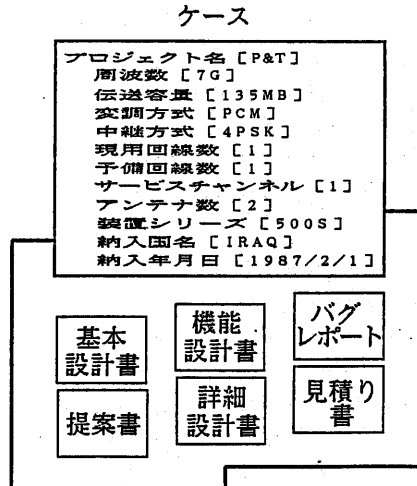 ケース
プロジェクト名 [P&T]
周波数 [7G]
伝送容量 [135MB]
変調方式 [PCM]
中継方式 [4PSK]
現用回線数 [1]
予備回線数 [1]
サービスチャンネル [1]
アンテナ数 [2]
装置シリーズ [500S]
納入国名 [IRAQ]
納入年月日 [1987/2/1]
基本
設計書
機能
設計書
バグ
レポート
提案書
詳細
設計書
見積り
書